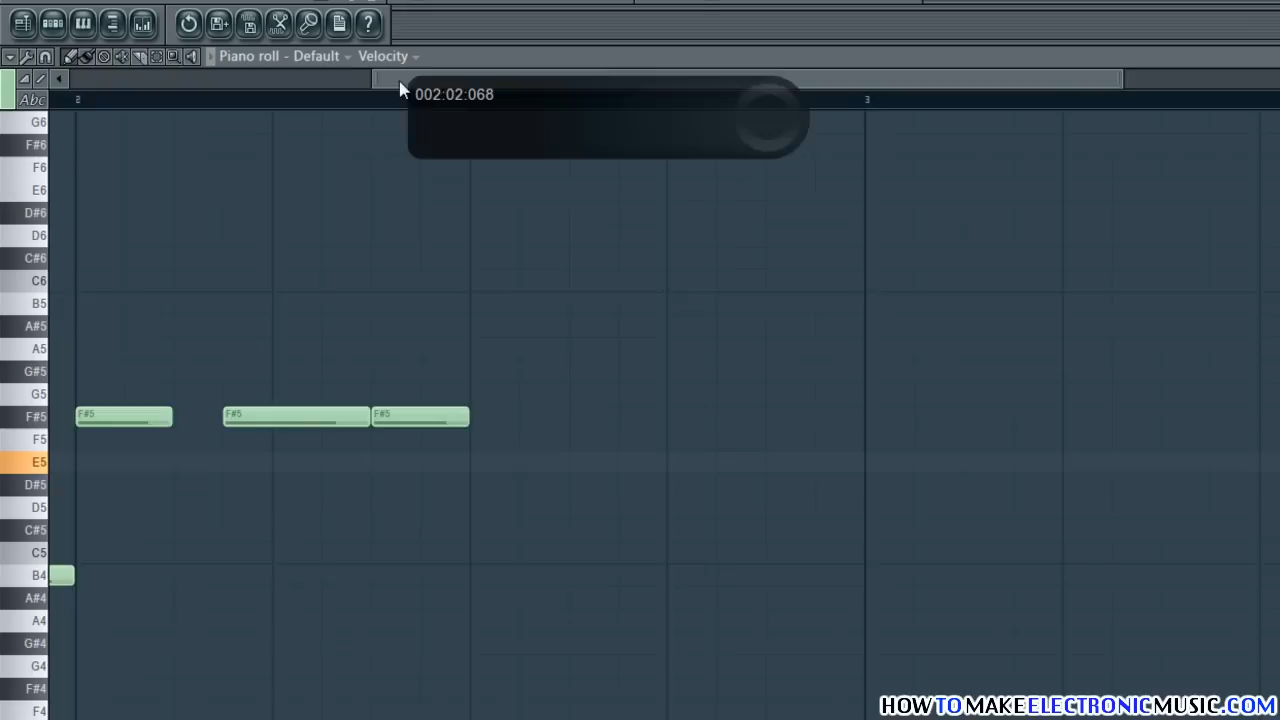 Piano roll - Default Velocity
002:02:068
Abc
2 3
G6
F#6
F6
E6
D#6
D6
C#6
C6
B5
A#5
A5
G#5
G5
F#5 F#5 F#5 F#5
F5
E5
D#5
D5
C#5
C5
B4
A#4
A4
G#4
G4
F#4
F4
HOWTOMAKEELECTRONICMUSIC.COM